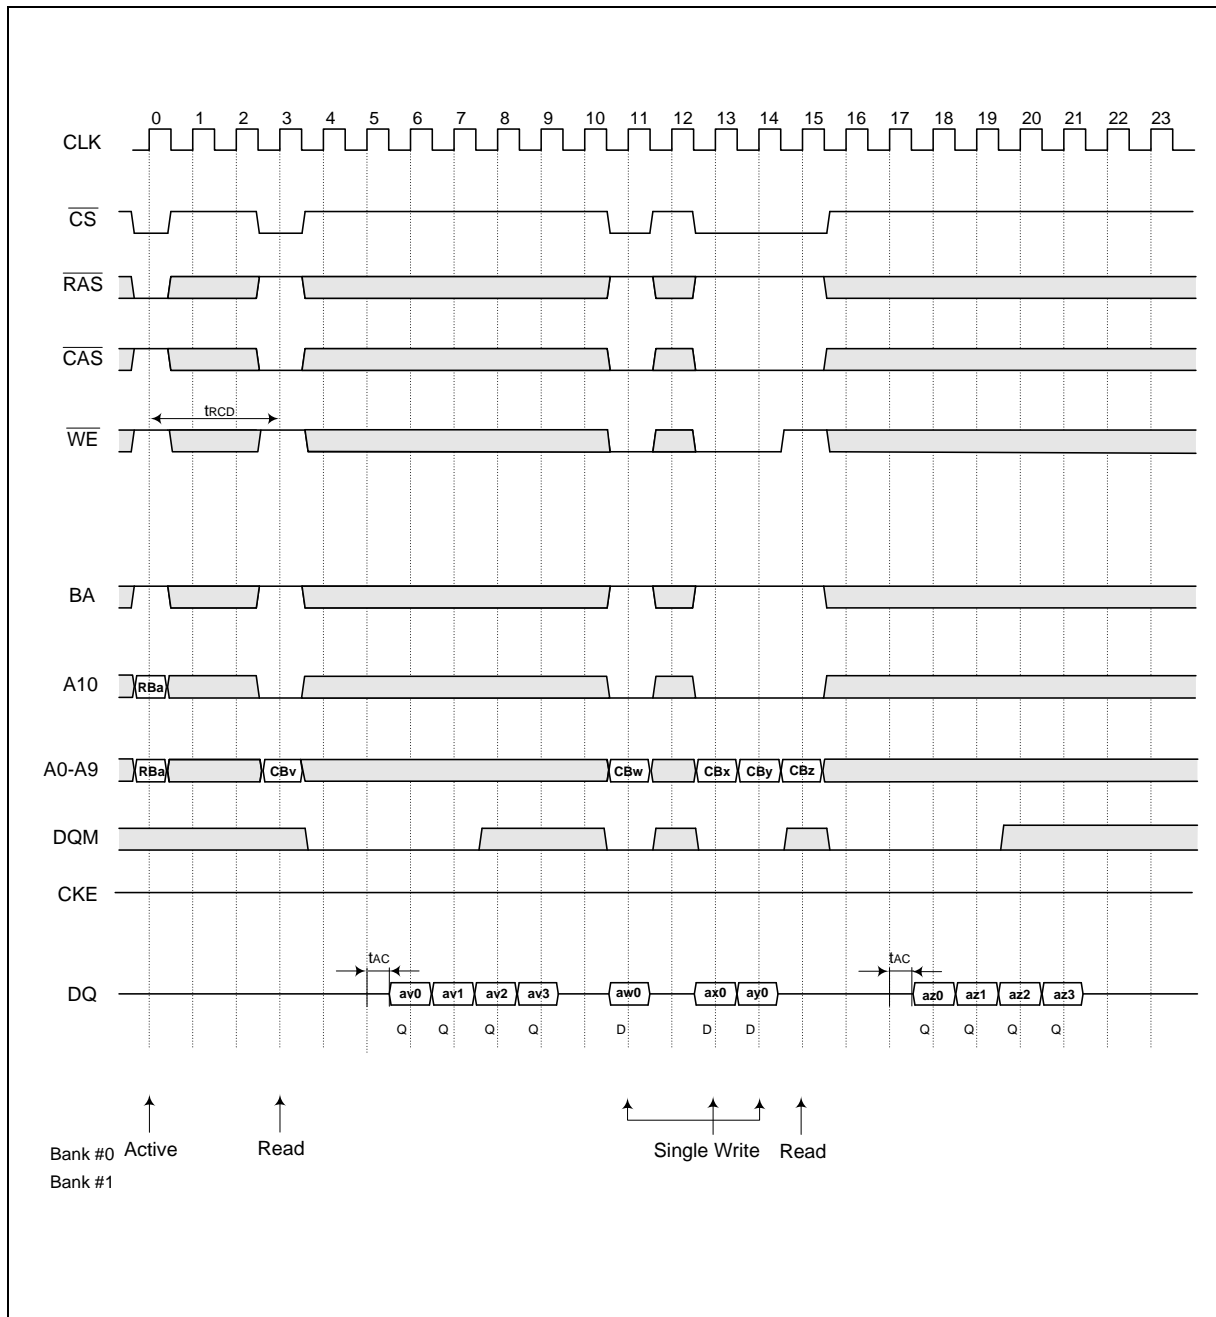 0 1 2 3 4 5 6 7 8 9 10 11 12 13 14 15 16 17 18 19 20 21 22 23
CLK
CS
RAS
CAS
tRCD
WE
BA
A10 RBa
A0-A9 RBa CBv CBw CBx CBy CBz
DQM
CKE
tAC tAC
DQ av0 av1 av2 av3 aw0 ax0 ay0 az0 az1 az2 az3
Q Q Q Q D D D Q Q Q Q
Bank #0 Active Read Single Write Read
Bank #1